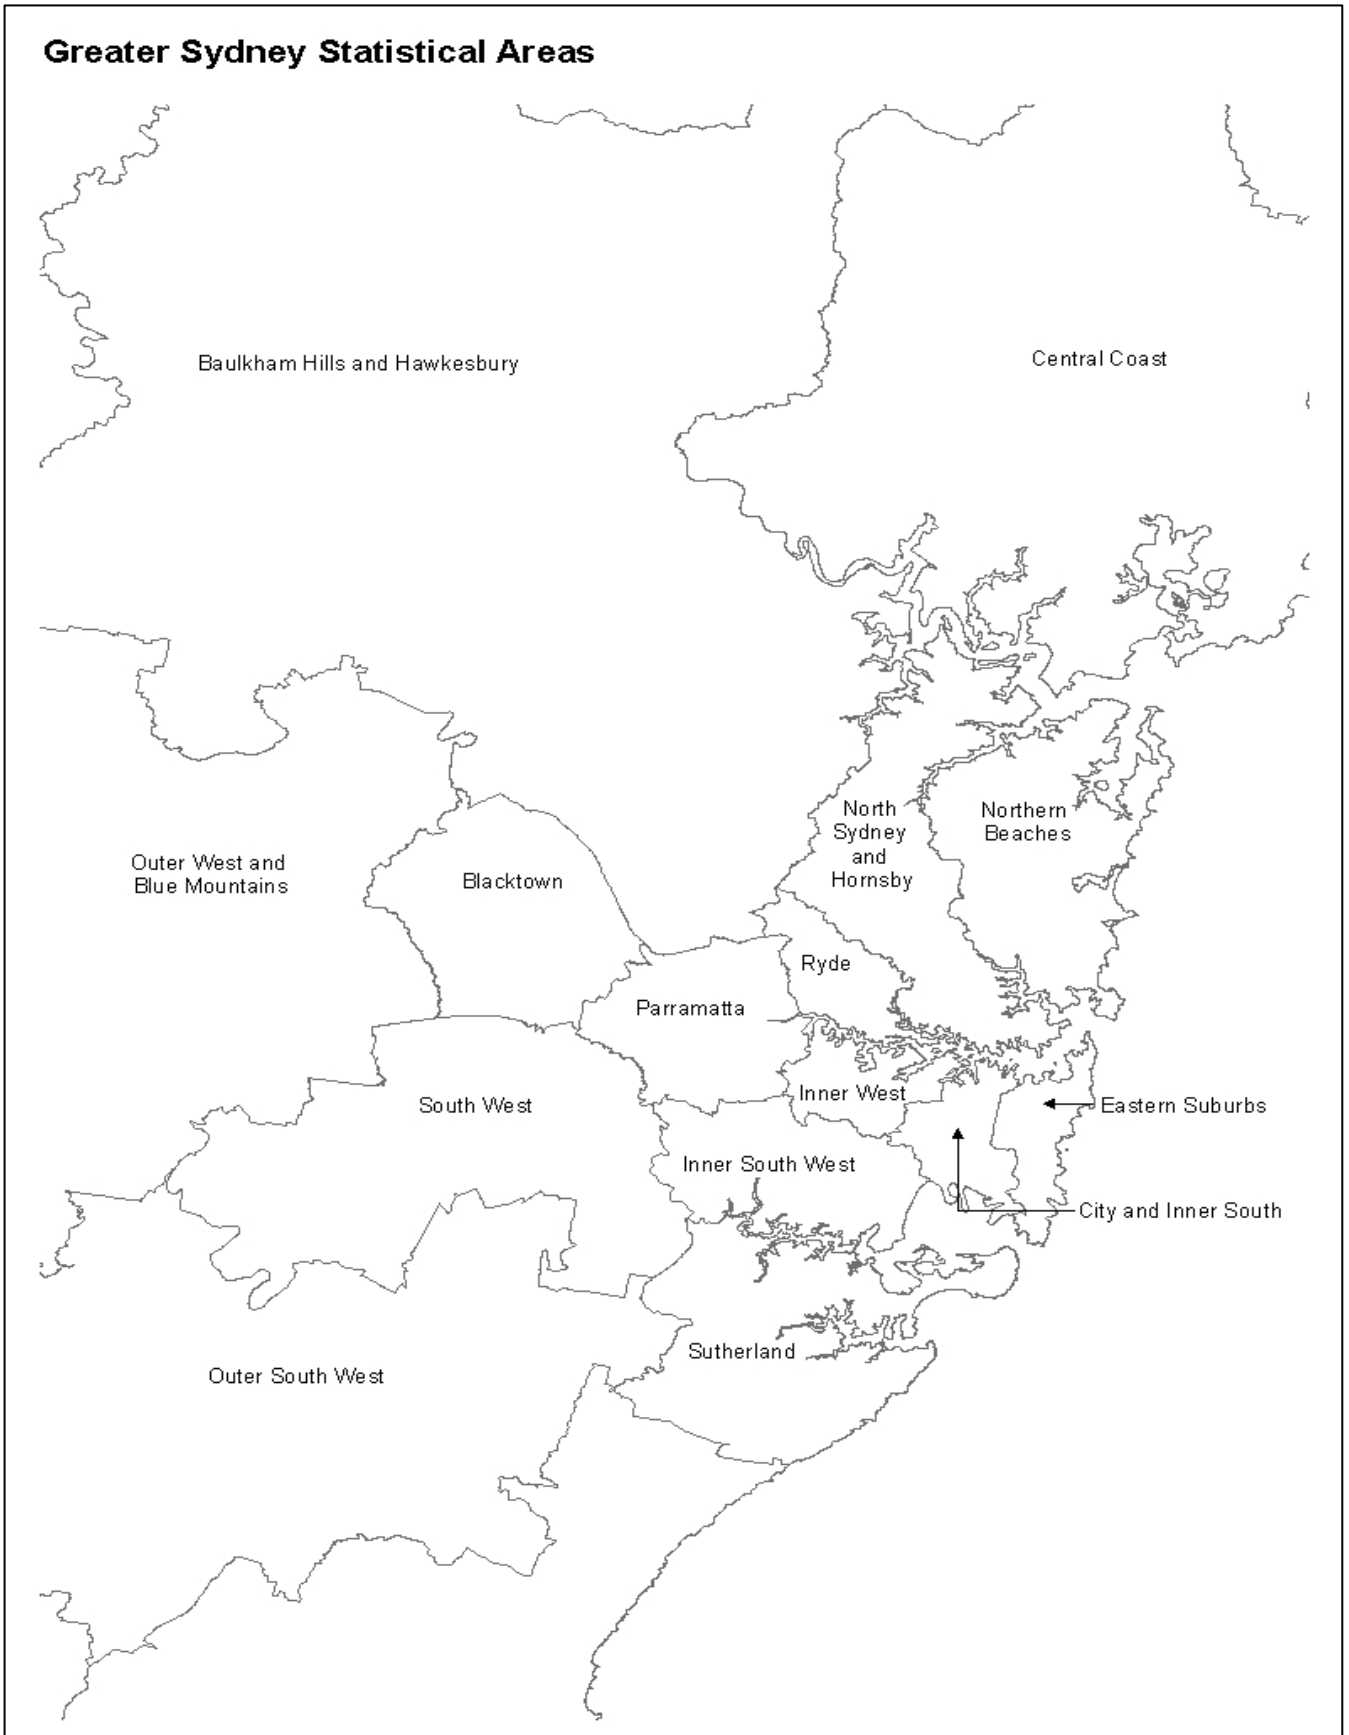 Greater Sydney Statistical Areas
Baulkham Hills and Hawkesbury
Central Coast
North
Sydney
and
Hornsby
Northern
Beaches
Outer West and
Blue Mountains
Blacktown
Ryde
Parramatta
Inner West
South West
Eastern Suburbs
Inner South West
City and Inner South
Sutherland
Outer South West